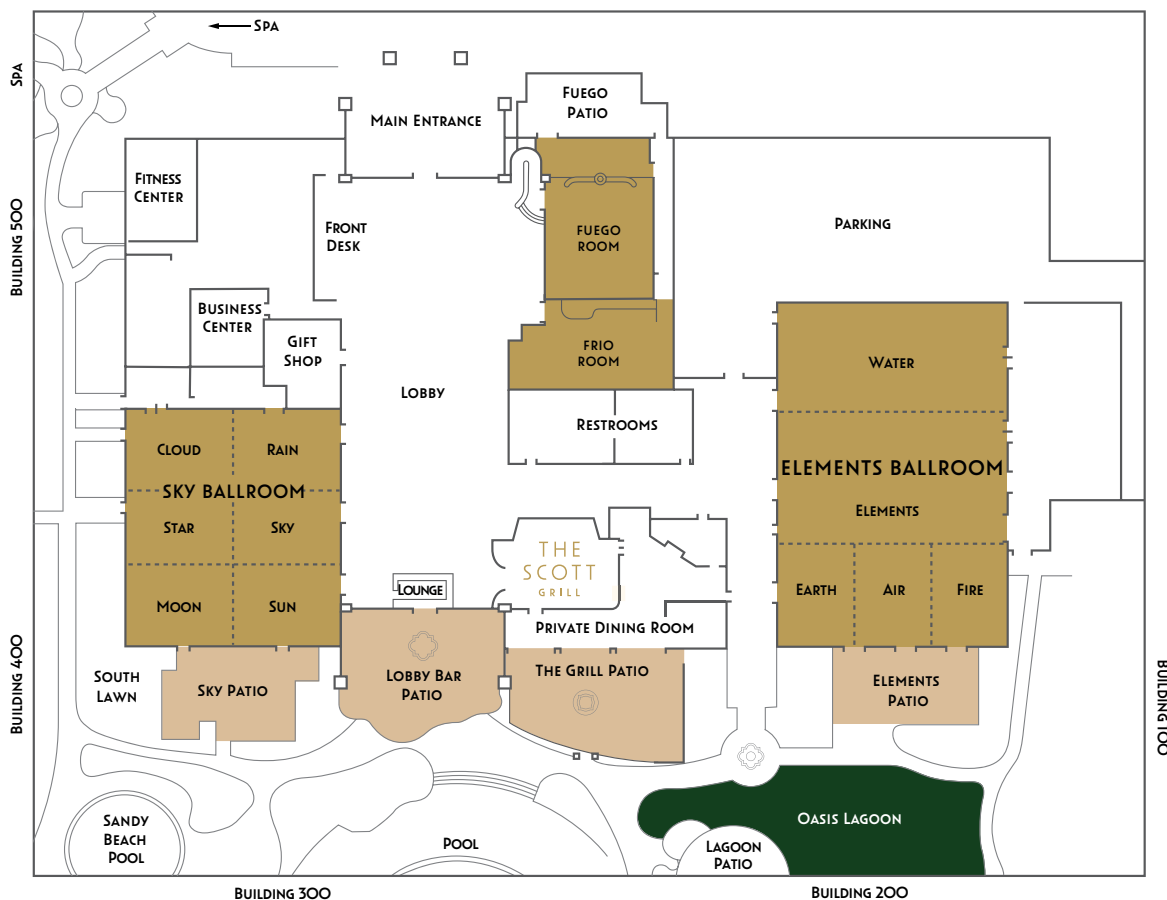 SPA
SPA
FUEGO
PATIO
MAIN ENTRANCE
FITNESS
CENTER
BUILDING 500
FRONT
DESK
FUEGO
ROOM
PARKING
BUSINESS
CENTER
GIFT
SHOP
FRIO
ROOM
WATER
LOBBY
RESTROOMS
CLOUD
RAIN
SKY BALLROOM
STAR
SKY
MOON
SUN
ELEMENTS BALLROOM
ELEMENTS
EARTH
AIR
FIRE
THE
SCOTT
GRILL
LOUNGE
PRIVATE DINING ROOM
BUILDING 400
SOUTH
LAWN
SKY PATIO
LOBBY BAR
PATIO
THE GRILL PATIO
ELEMENTS
PATIO
BUILDING 100
SANDY
BEACH
POOL
POOL
LAGOON
PATIO
OASIS LAGOON
BUILDING 300
BUILDING 200